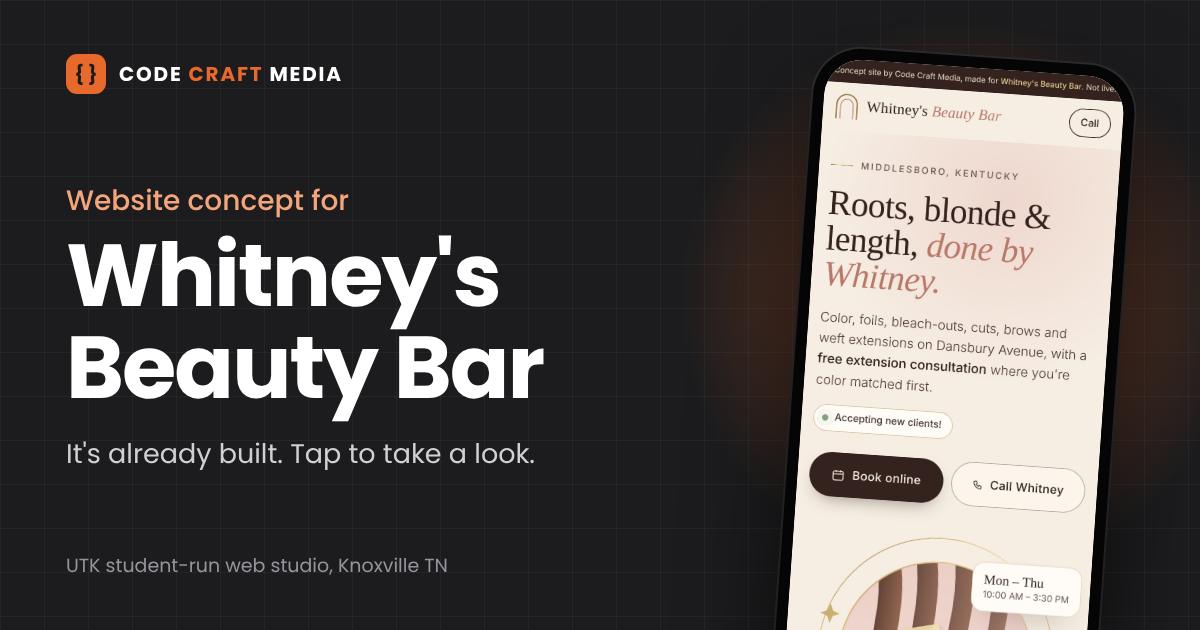 { } CODE CRAFT MEDIA
Website concept for
Whitney's
Beauty Bar
It's already built. Tap to take a look.
UTK student-run web studio, Knoxville TN
Concept site by Code Craft Media, made for Whitney's Beauty Bar. Not live.
Whitney's Beauty Bar
Call
MIDDLESBORO, KENTUCKY
Roots, blonde &
length, done by
Whitney.
Color, foils, bleach-outs, cuts, brows and
weft extensions on Dansbury Avenue, with a
free extension consultation where you're
color matched first.
Accepting new clients!
Book online
Call Whitney
Mon – Thu
10:00 AM – 3:30 PM